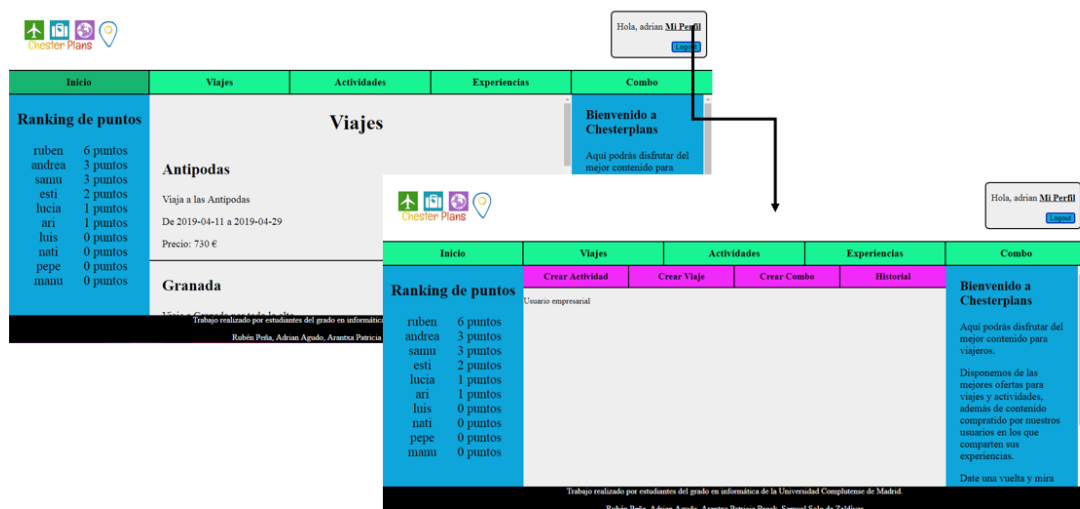 Chester Plans
Hola, adrian Mi Perfil
Logout
Inicio Viajes Actividades Experiencias Combo
Ranking de puntos
ruben 6 puntos
andrea 3 puntos
samu 3 puntos
esti 2 puntos
lucia 1 puntos
ari 1 puntos
luis 0 puntos
nati 0 puntos
pepe 0 puntos
manu 0 puntos
Viajes
Antipodas
Viaja a las Antípodas
De 2019-04-11 a 2019-04-29
Precio: 730 €
Granada
Bienvenido a
Chesterplans
Aquí podrás disfrutar del
mejor contenido para
Trabajo realizado por estudiantes del grado en informática
Rubén Peña, Adrian Agudo, Arantxa Patricia
Chester Plans
Hola, adrian Mi Perfil
Logout
Inicio Viajes Actividades Experiencias Combo
Crear Actividad Crear Viaje Crear Combo Historial
Usuario empresarial
Ranking de puntos
ruben 6 puntos
andrea 3 puntos
samu 3 puntos
esti 2 puntos
lucia 1 puntos
ari 1 puntos
luis 0 puntos
nati 0 puntos
pepe 0 puntos
manu 0 puntos
Bienvenido a
Chesterplans
Aquí podrás disfrutar del
mejor contenido para
viajeros.
Disponemos de las
mejores ofertas para
viajes y actividades,
además de contenido
compratido por nuestros
usuarios en los que
comparten sus
experiencias.
Date una vuelta y mira
Trabajo realizado por estudiantes del grado en informática de la Universidad Complutense de Madrid.
Rubén Peña, Adrian Agudo, Arantxa Patricia